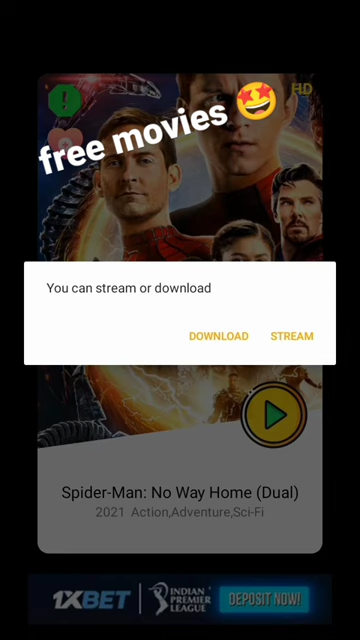 HD
free movies 🤩
You can stream or download
DOWNLOAD STREAM
Spider-Man: No Way Home (Dual)
2021 Action,Adventure,Sci-Fi
1XBET INDIAN PREMIER LEAGUE DEPOSIT NOW!